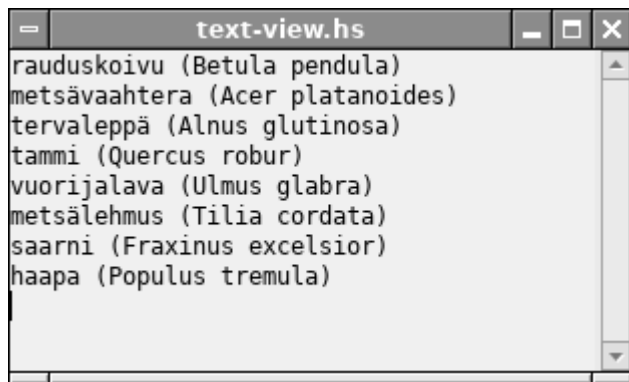 text-view.hs
rauduskoivu (Betula pendula)
metsävaahtera (Acer platanoides)
tervaleppä (Alnus glutinosa)
tammi (Quercus robur)
vuorijalava (Ulmus glabra)
metsälehmus (Tilia cordata)
saarni (Fraxinus excelsior)
haapa (Populus tremula)